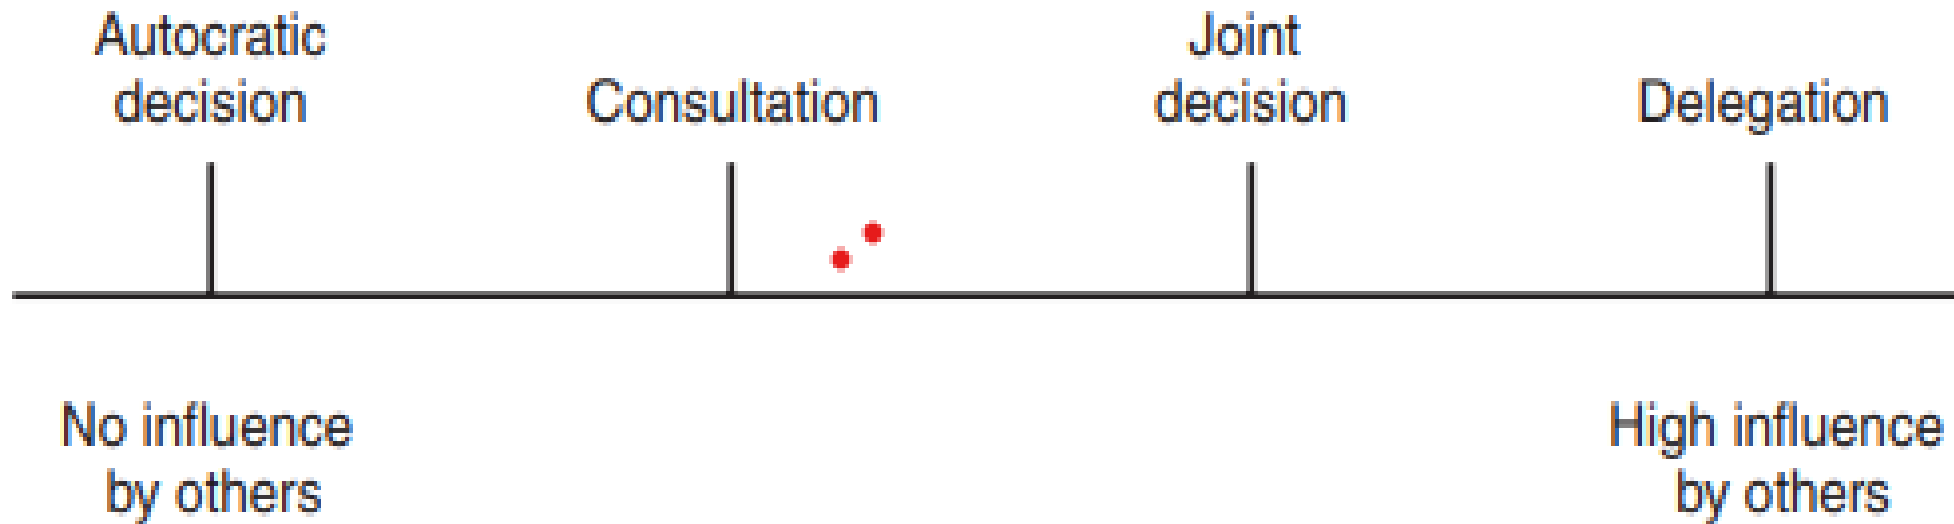 Autocratic
decision
Consultation
Joint
decision
Delegation
No influence
by others
High influence
by others